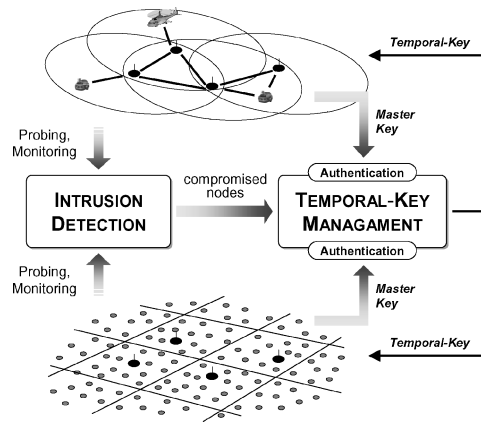 Temporal-Key
Master
Key
Probing,
Monitoring
Authentication
compromised
nodes
INTRUSION
DETECTION
TEMPORAL-KEY
MANAGAMENT
Authentication
Probing,
Monitoring
Master
Key
Temporal-Key